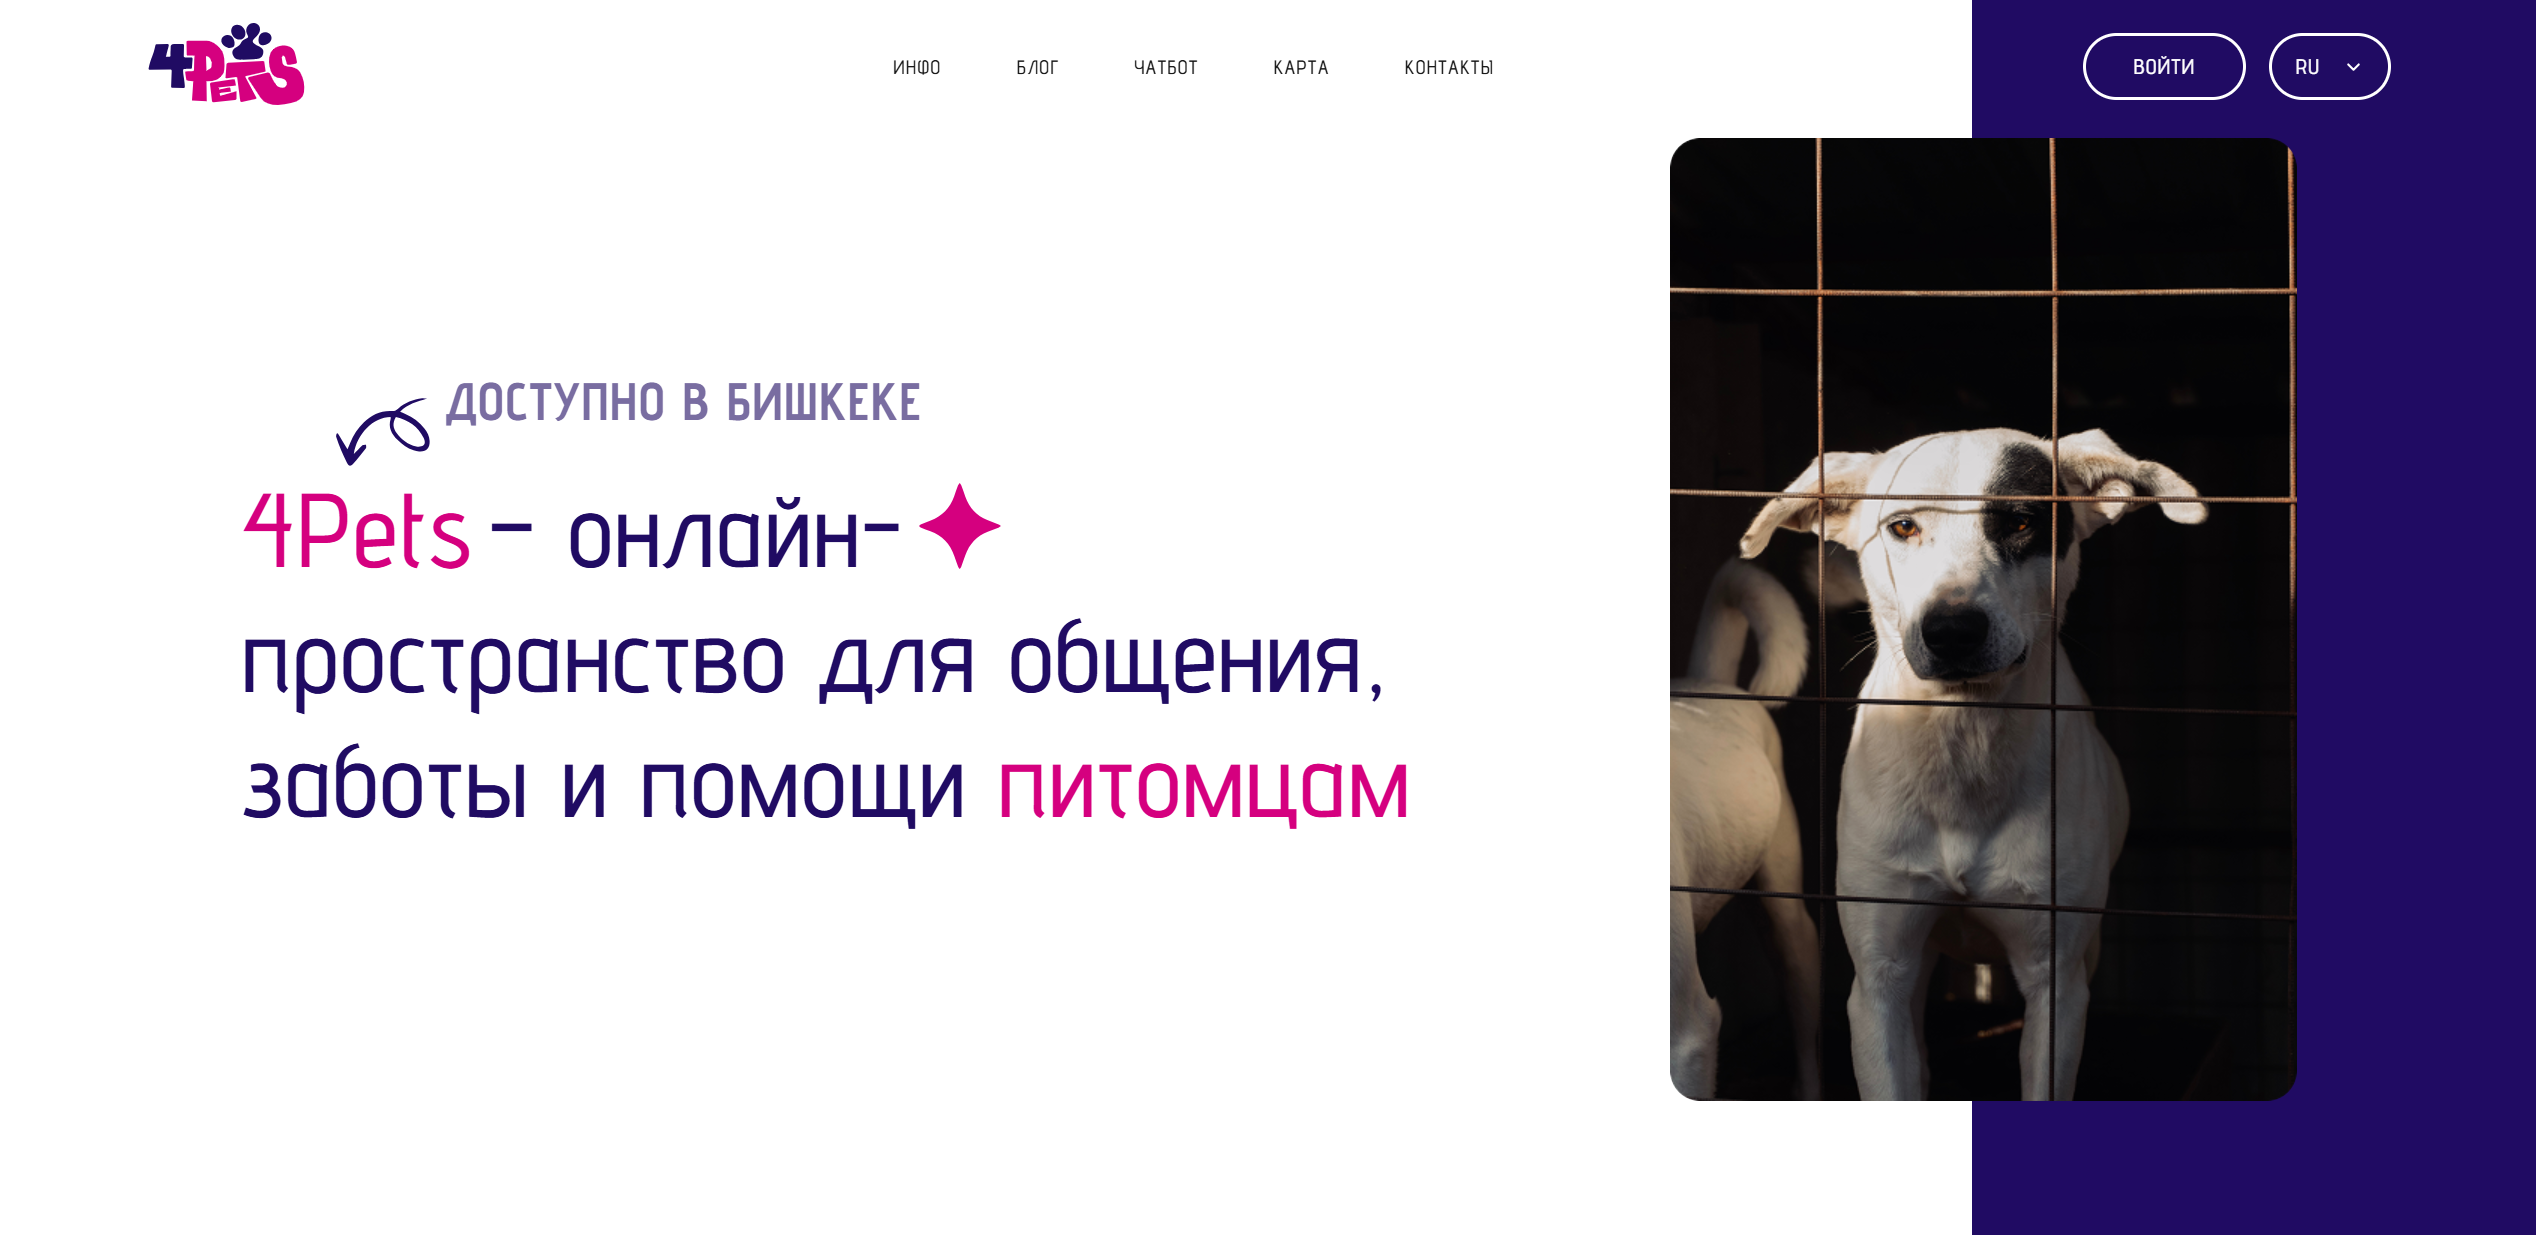 4Pets
ИНФО БЛОГ ЧАТБОТ КАРТА КОНТАКТЫ ВОЙТИ RU
ДОСТУПНО В БИШКЕКЕ
4Pets – онлайн-
пространство для общения,
заботы и помощи питомцам